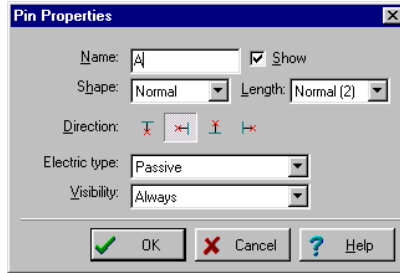 Pin Properties
Name: A Show
Shape: Normal Length: Normal (2)
Direction:
Electric type: Passive
Visibility: Always
OK Cancel ? Help